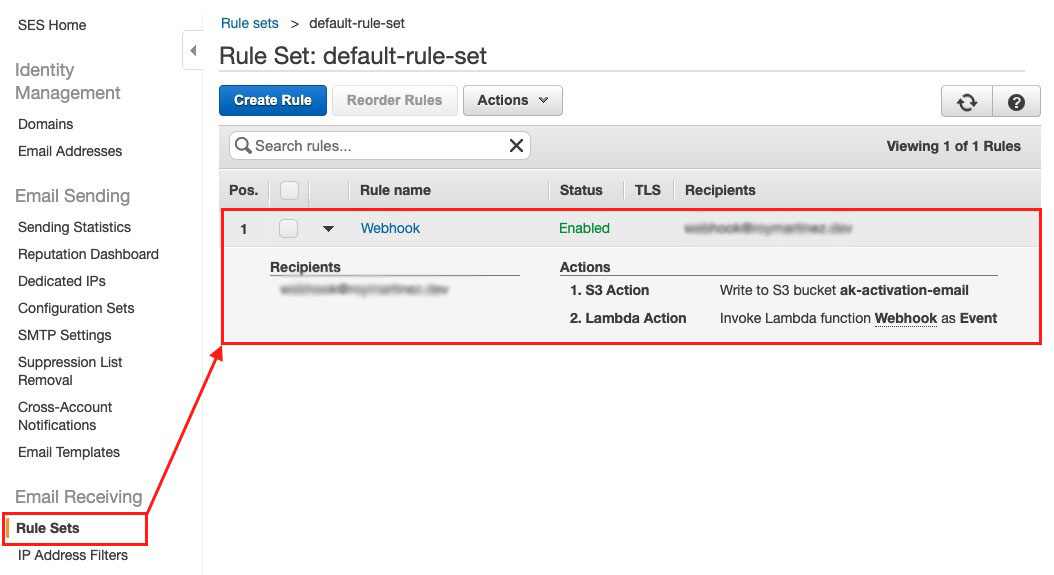 SES Home
Identity
Management
Domains
Email Addresses
Email Sending
Sending Statistics
Reputation Dashboard
Dedicated IPs
Configuration Sets
SMTP Settings
Suppression List
Removal
Cross-Account
Notifications
Email Templates
Email Receiving
Rule Sets
IP Address Filters
Rule sets > default-rule-set
Rule Set: default-rule-set
Create Rule Reorder Rules Actions
Search rules... Viewing 1 of 1 Rules
Pos. Rule name Status TLS Recipients
1 Webhook Enabled
Recipients Actions
1. S3 Action Write to S3 bucket ak-activation-email
2. Lambda Action Invoke Lambda function Webhook as Event